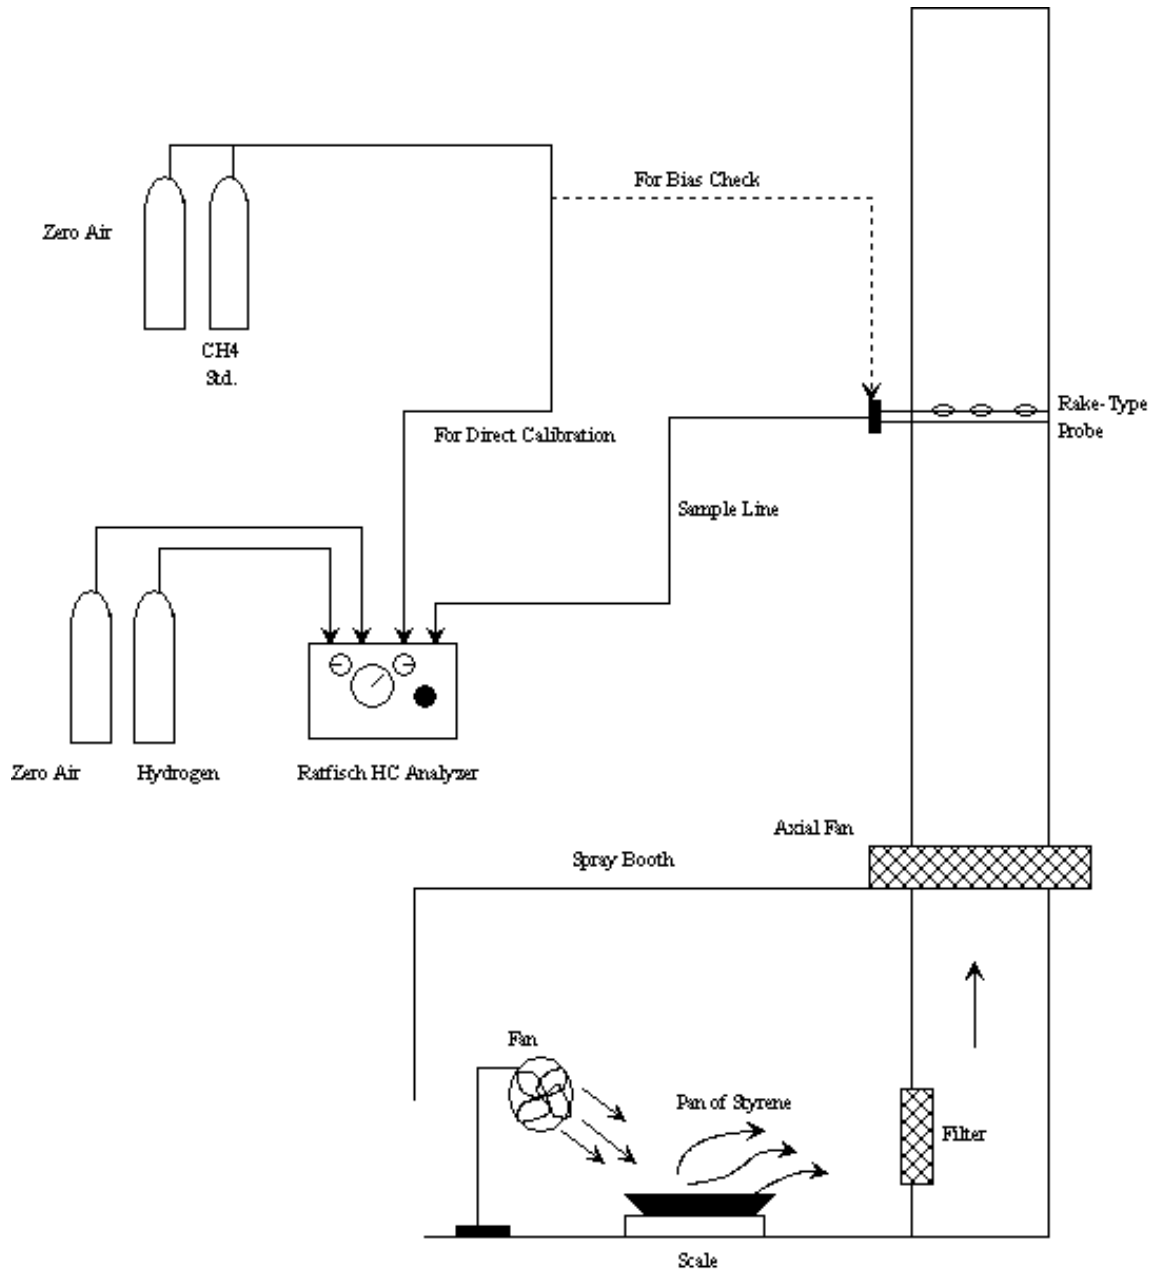 For Bias Check
Zero Air
CH4
Std.
Rake-Type
Probe
For Direct Calibration
Sample Line
Zero Air
Hydrogen
Ratfisch HC Analyzer
Axial Fan
Spray Booth
Fan
Pan of Styrene
Filter
Scale